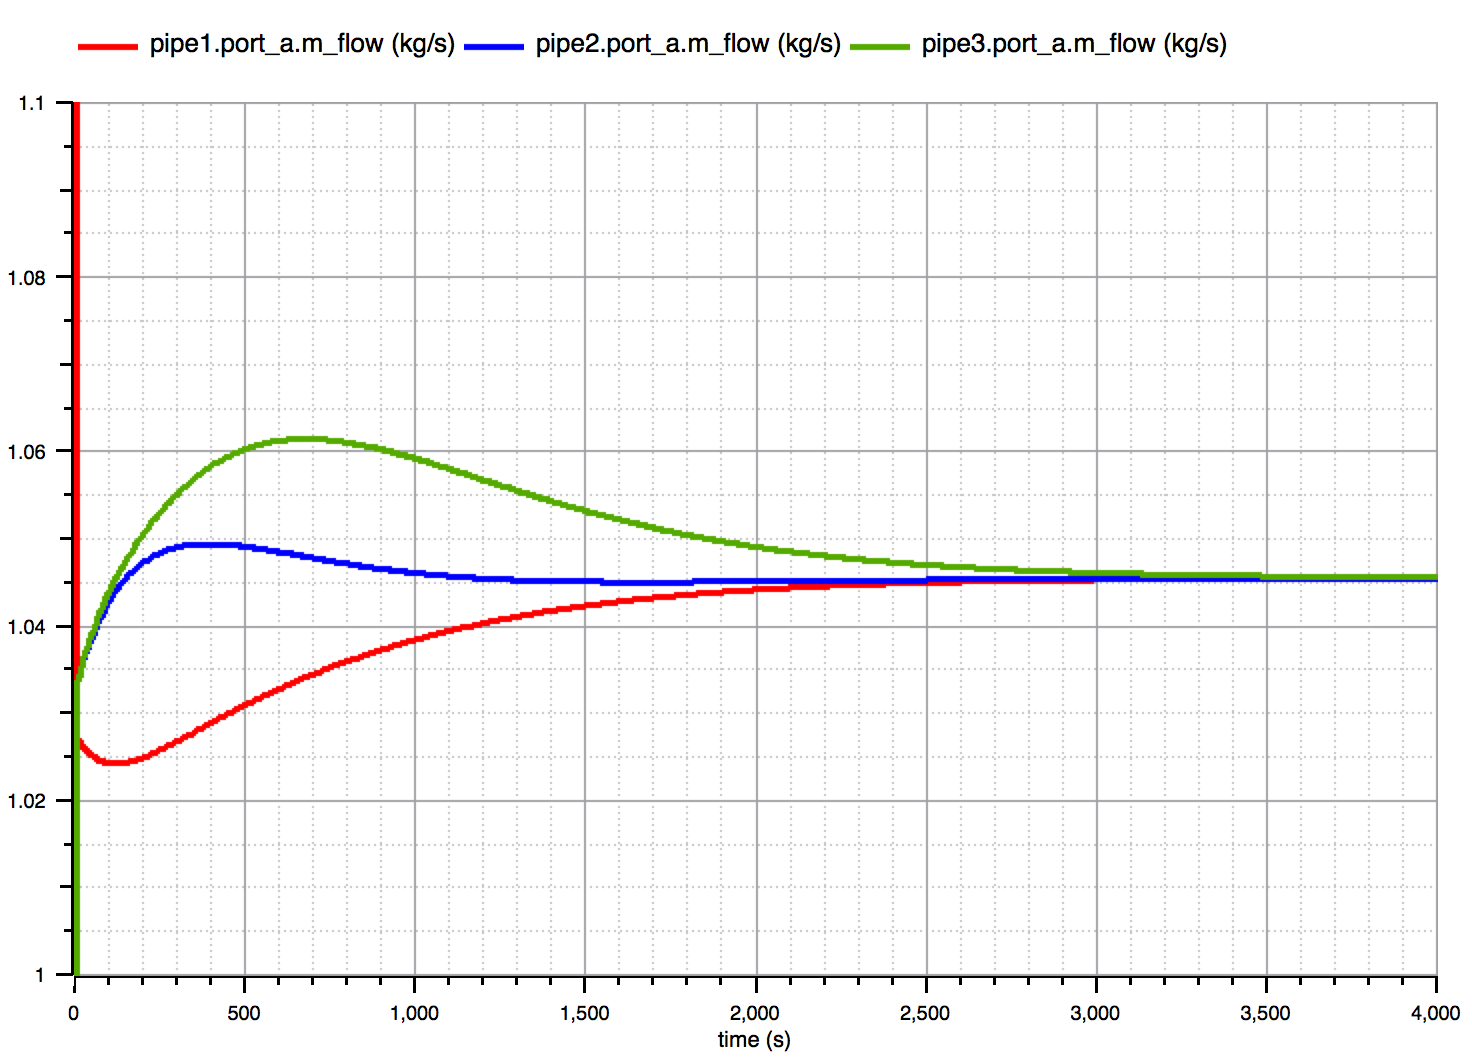 pipe1.port_a.m_flow (kg/s) pipe2.port_a.m_flow (kg/s) pipe3.port_a.m_flow (kg/s)
1.1
1.08
1.06
1.04
1.02
1
0 500 1,000 1,500 2,000 2,500 3,000 3,500 4,000
time (s)